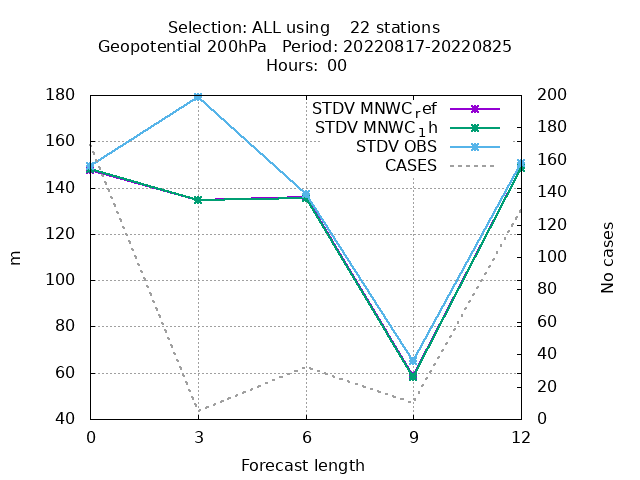 Selection: ALL using    22 stations
Geopotential 200hPa   Period: 20220817-20220825
Hours: 00
STDV MNWCref
STDV MNWC1h
STDV OBS
CASES
180
160
140
120
100
80
60
40
m
200
180
160
140
120
100
80
60
40
20
0
No cases
0 3 6 9 12
Forecast length